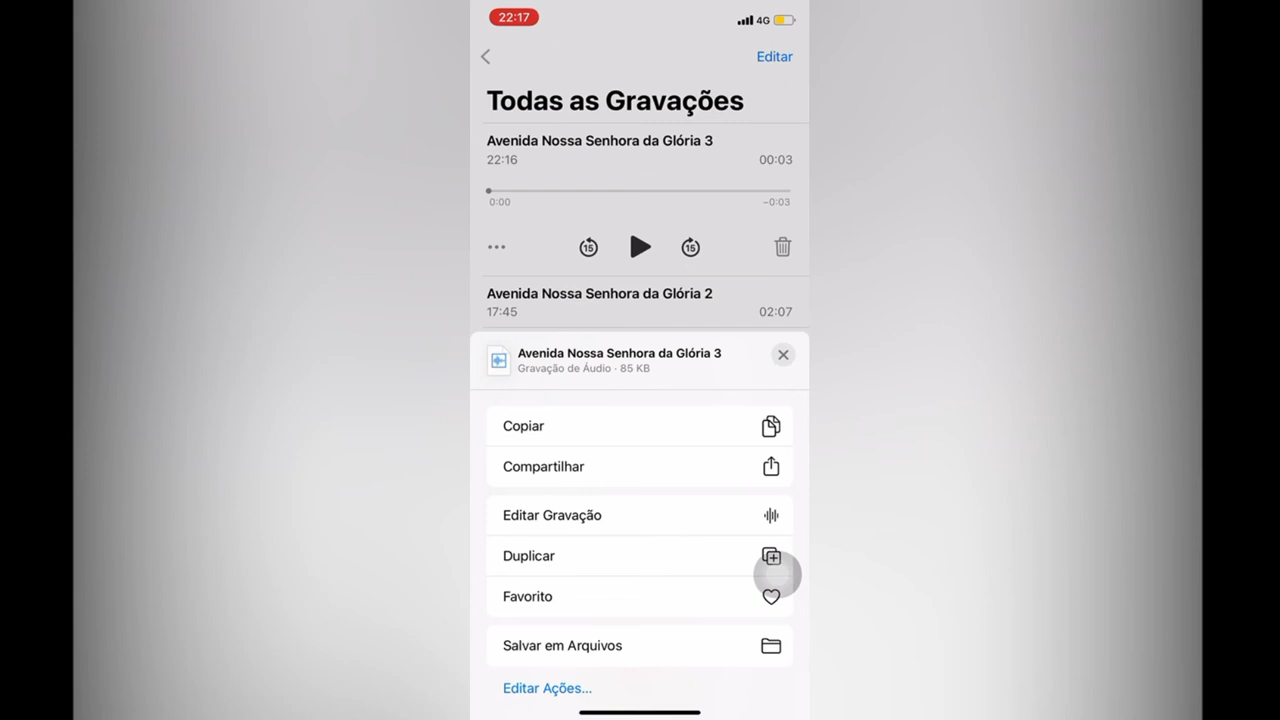 22:17
4G
Editar
Todas as Gravações
Avenida Nossa Senhora da Glória 3
22:16 00:03
0:00 −0:03
15 15
Avenida Nossa Senhora da Glória 2
17:45 02:07
Avenida Nossa Senhora da Glória 3
Gravação de Áudio · 85 KB
Copiar
Compartilhar
Editar Gravação
Duplicar
Favorito
Salvar em Arquivos
Editar Ações...